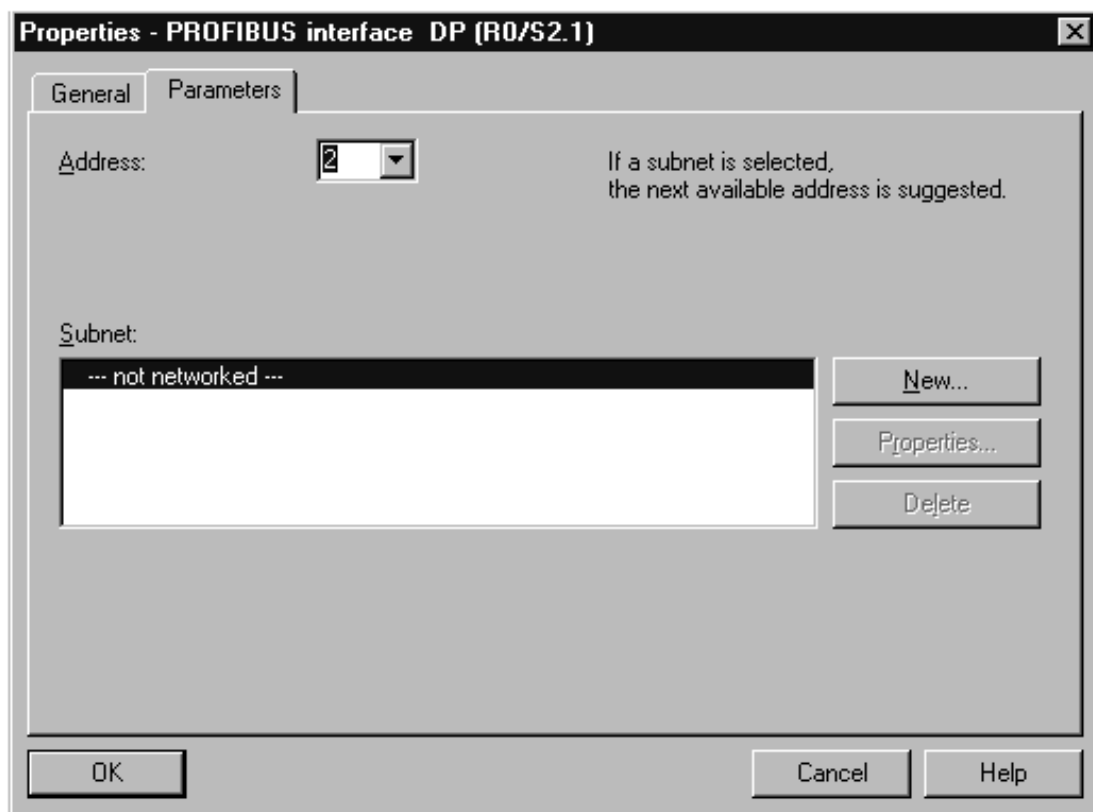 Properties - PROFIBUS interface DP (R0/S2.1)
General
Parameters
Address:
2
If a subnet is selected,
the next available address is suggested.
Subnet:
--- not networked ---
New...
Properties...
Delete
OK
Cancel
Help